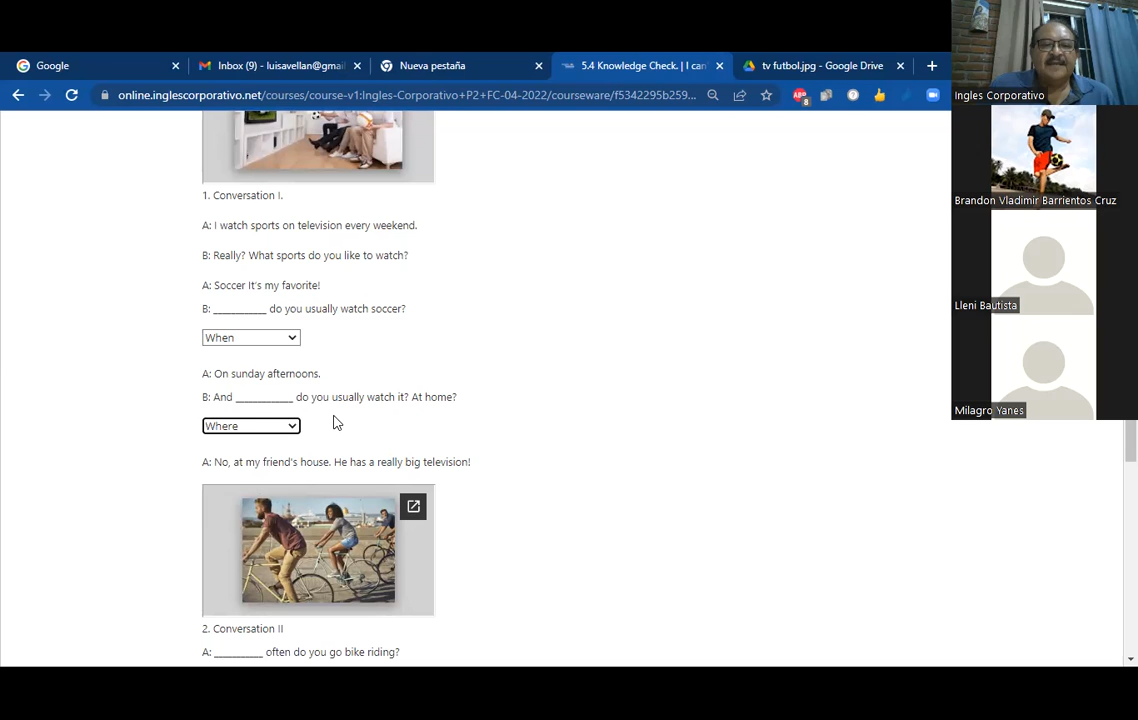 Google
Inbox (9) - luisavellan@gmai
Nueva pestaña
5.4 Knowledge Check. | I can'
tv futbol.jpg - Google Drive
online.inglescorporativo.net/courses/course-v1:Ingles-Corporativo+P2+FC-04-2022/courseware/f5342295b259...
8
Ingles Corporativo
Brandon Vladimir Barrientos Cruz
Lleni Bautista
Milagro Yanes
1. Conversation I.
A: I watch sports on television every weekend.
B: Really? What sports do you like to watch?
A: Soccer It's my favorite!
B: ___________ do you usually watch soccer?
When
A: On sunday afternoons.
B: And ____________ do you usually watch it? At home?
Where
A: No, at my friend's house. He has a really big television!
2. Conversation II
A: __________ often do you go bike riding?